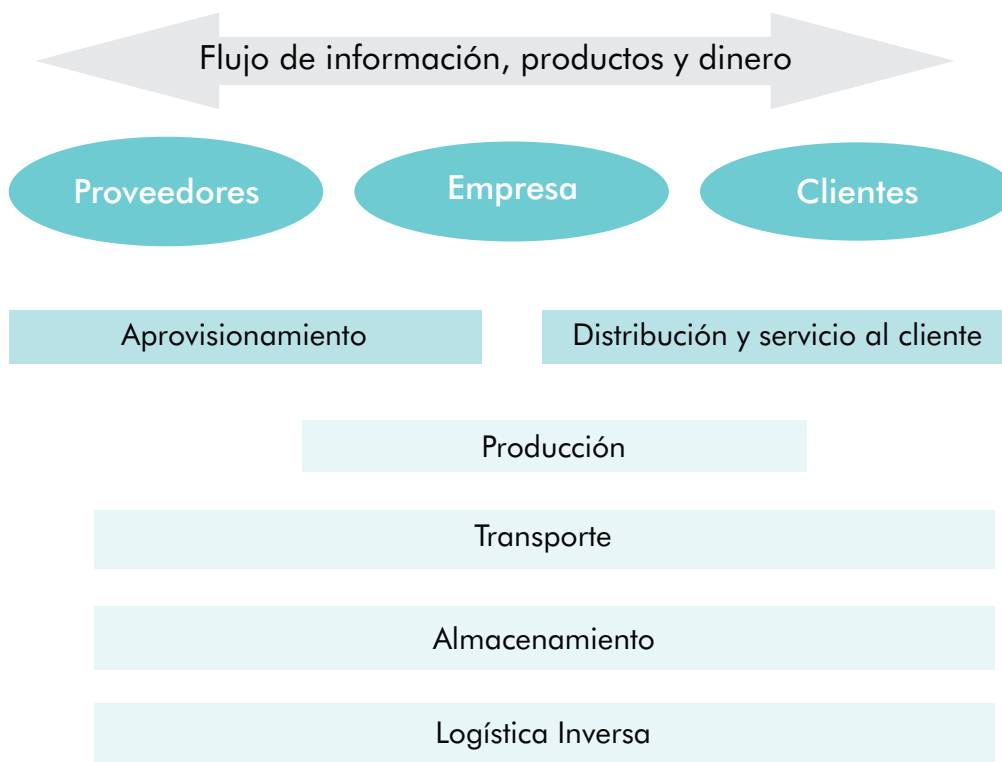 Flujo de información, productos y dinero
Proveedores
Empresa
Clientes
Aprovisionamiento
Distribución y servicio al cliente
Producción
Transporte
Almacenamiento
Logística Inversa